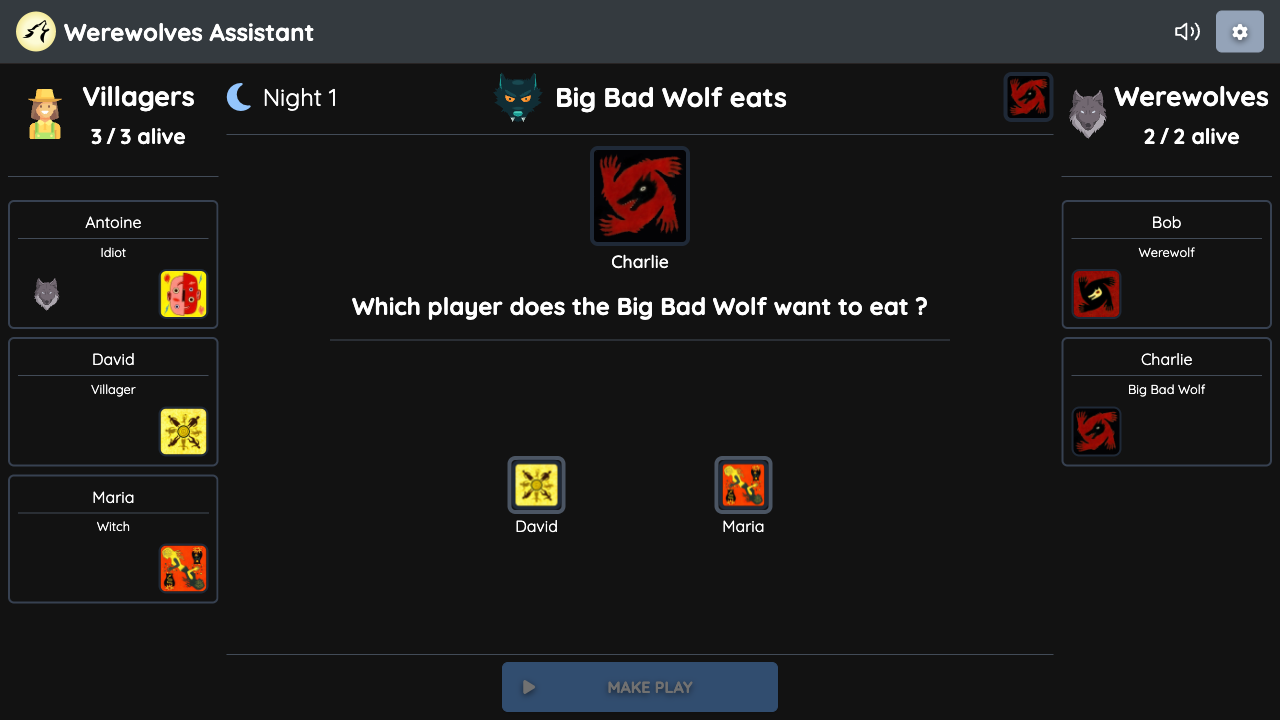 Werewolves Assistant
Villagers
3 / 3 alive
Night 1
Big Bad Wolf eats
Werewolves
2 / 2 alive
Antoine
Idiot
David
Villager
Maria
Witch
Charlie
Which player does the Big Bad Wolf want to eat ?
David
Maria
MAKE PLAY
Bob
Werewolf
Charlie
Big Bad Wolf